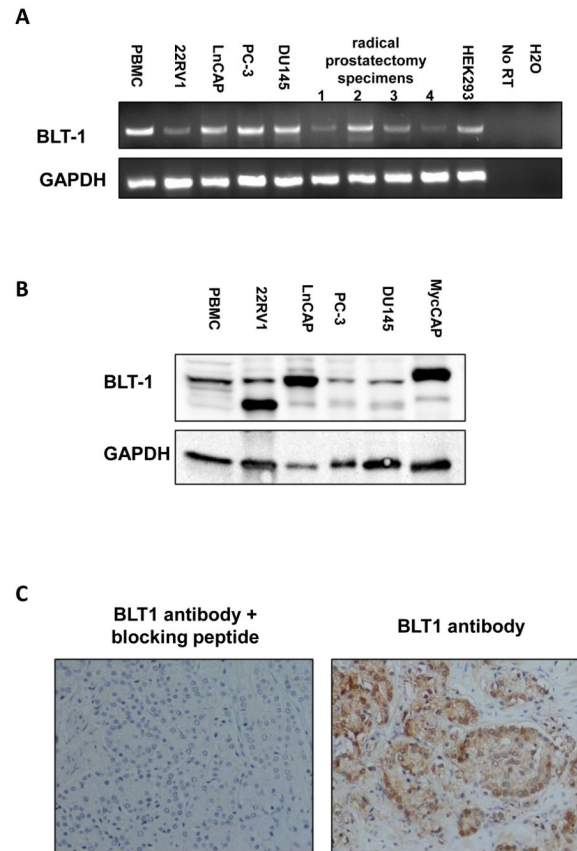 A
PBMC
22RV1
LnCAP
PC-3
DU145
radical
prostatectomy
specimens
1 2 3 4
HEK293
No RT
H2O
BLT-1
GAPDH
B
PBMC
22RV1
LnCAP
PC-3
DU145
MycCAP
BLT-1
GAPDH
C
BLT1 antibody +
blocking peptide
BLT1 antibody